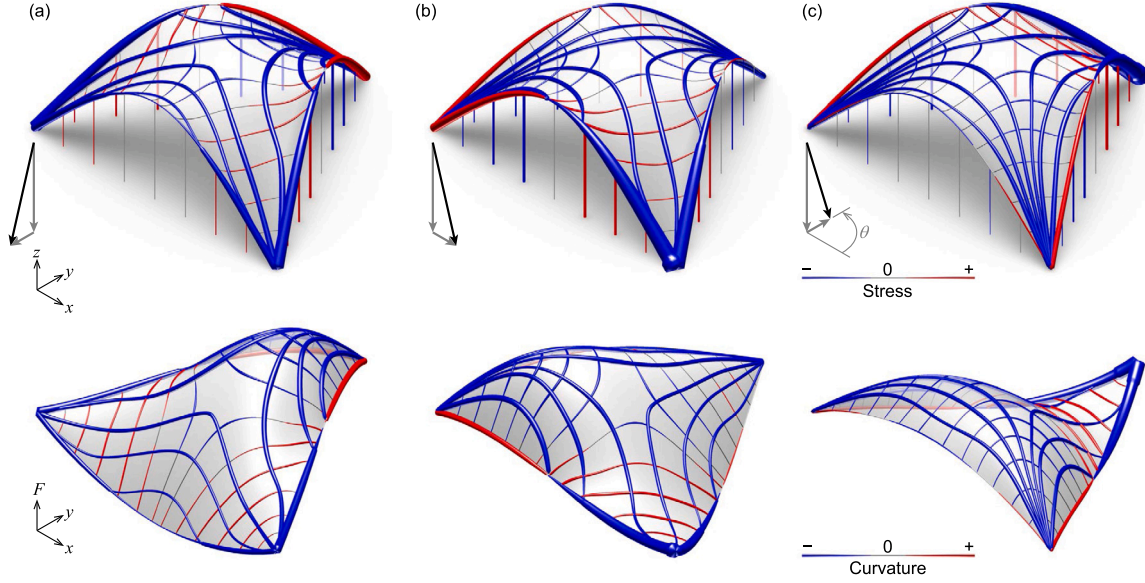 (a) (b) (c)
θ
z
y
x
− 0 +
Stress
F
y
x
− 0 +
Curvature